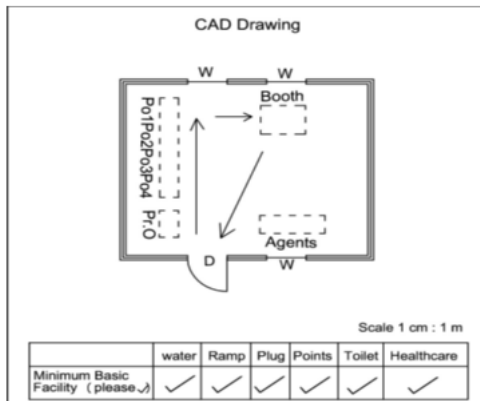 CAD Drawing
W W
Booth
Po1Po2Po3Po4
Pr.O
Agents
D
W
Scale 1 cm : 1 m
water Ramp Plug Points Toilet Healthcare
Minimum Basic
Facility ( please ✓)
✓ ✓ ✓ ✓ ✓ ✓